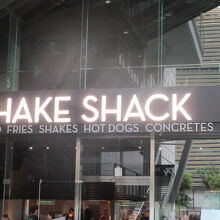 HAKE SHACK
FRIES SHAKES HOT DOGS CONCRETES